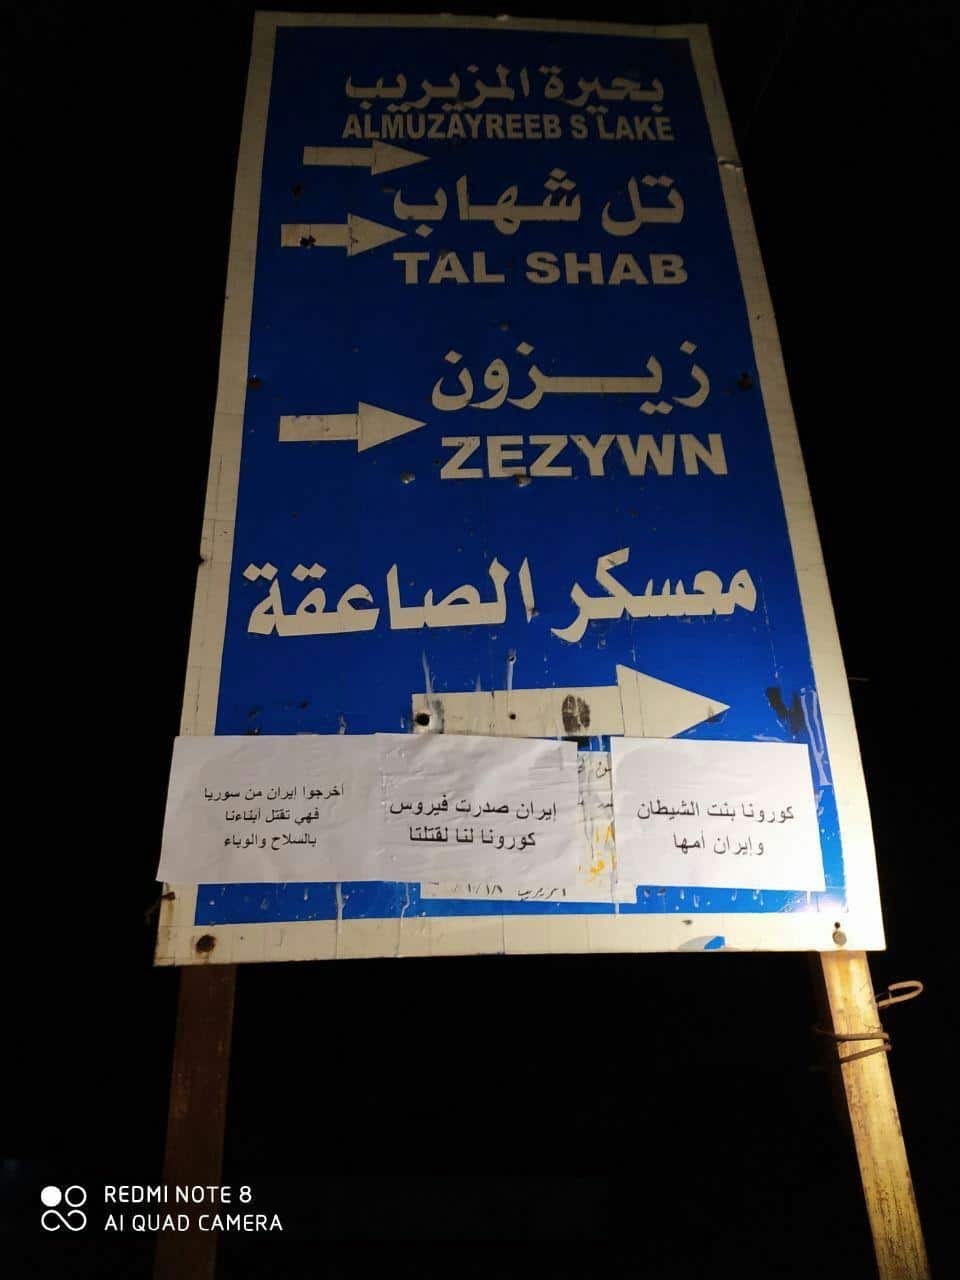 بحيرة المزيريب
ALMUZAYREEB S LAKE
تل شهاب
TAL SHAB
زيـــزون
ZEZYWN
معسكر الصاعقة
أخرجوا إيران من سوريا
فهي تقتل أبناءنا
بالسلاح والوباء
إيران صدرت فيروس
كورونا لنا لقتلنا
كورونا بنت الشيطان
وإيران أمها
REDMI NOTE 8
AI QUAD CAMERA